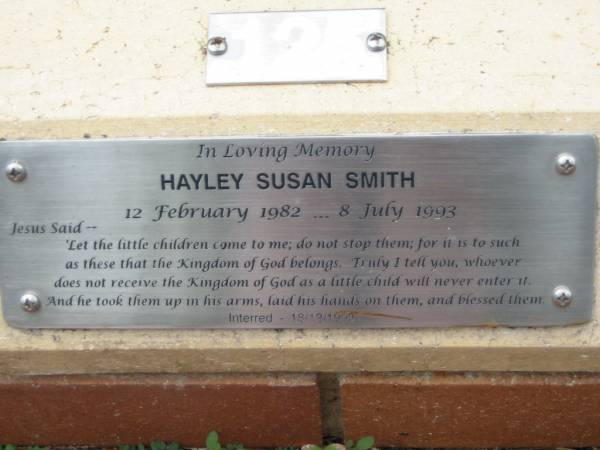 In Loving Memory
HAYLEY SUSAN SMITH
12 February 1982 ... 8 July 1993
Jesus Said --
'Let the little children come to me; do not stop them; for it is to such
as these that the Kingdom of God belongs. Truly I tell you, whoever
does not receive the Kingdom of God as a little child will never enter it.
And he took them up in his arms, laid his hands on them, and blessed them.
Interred -